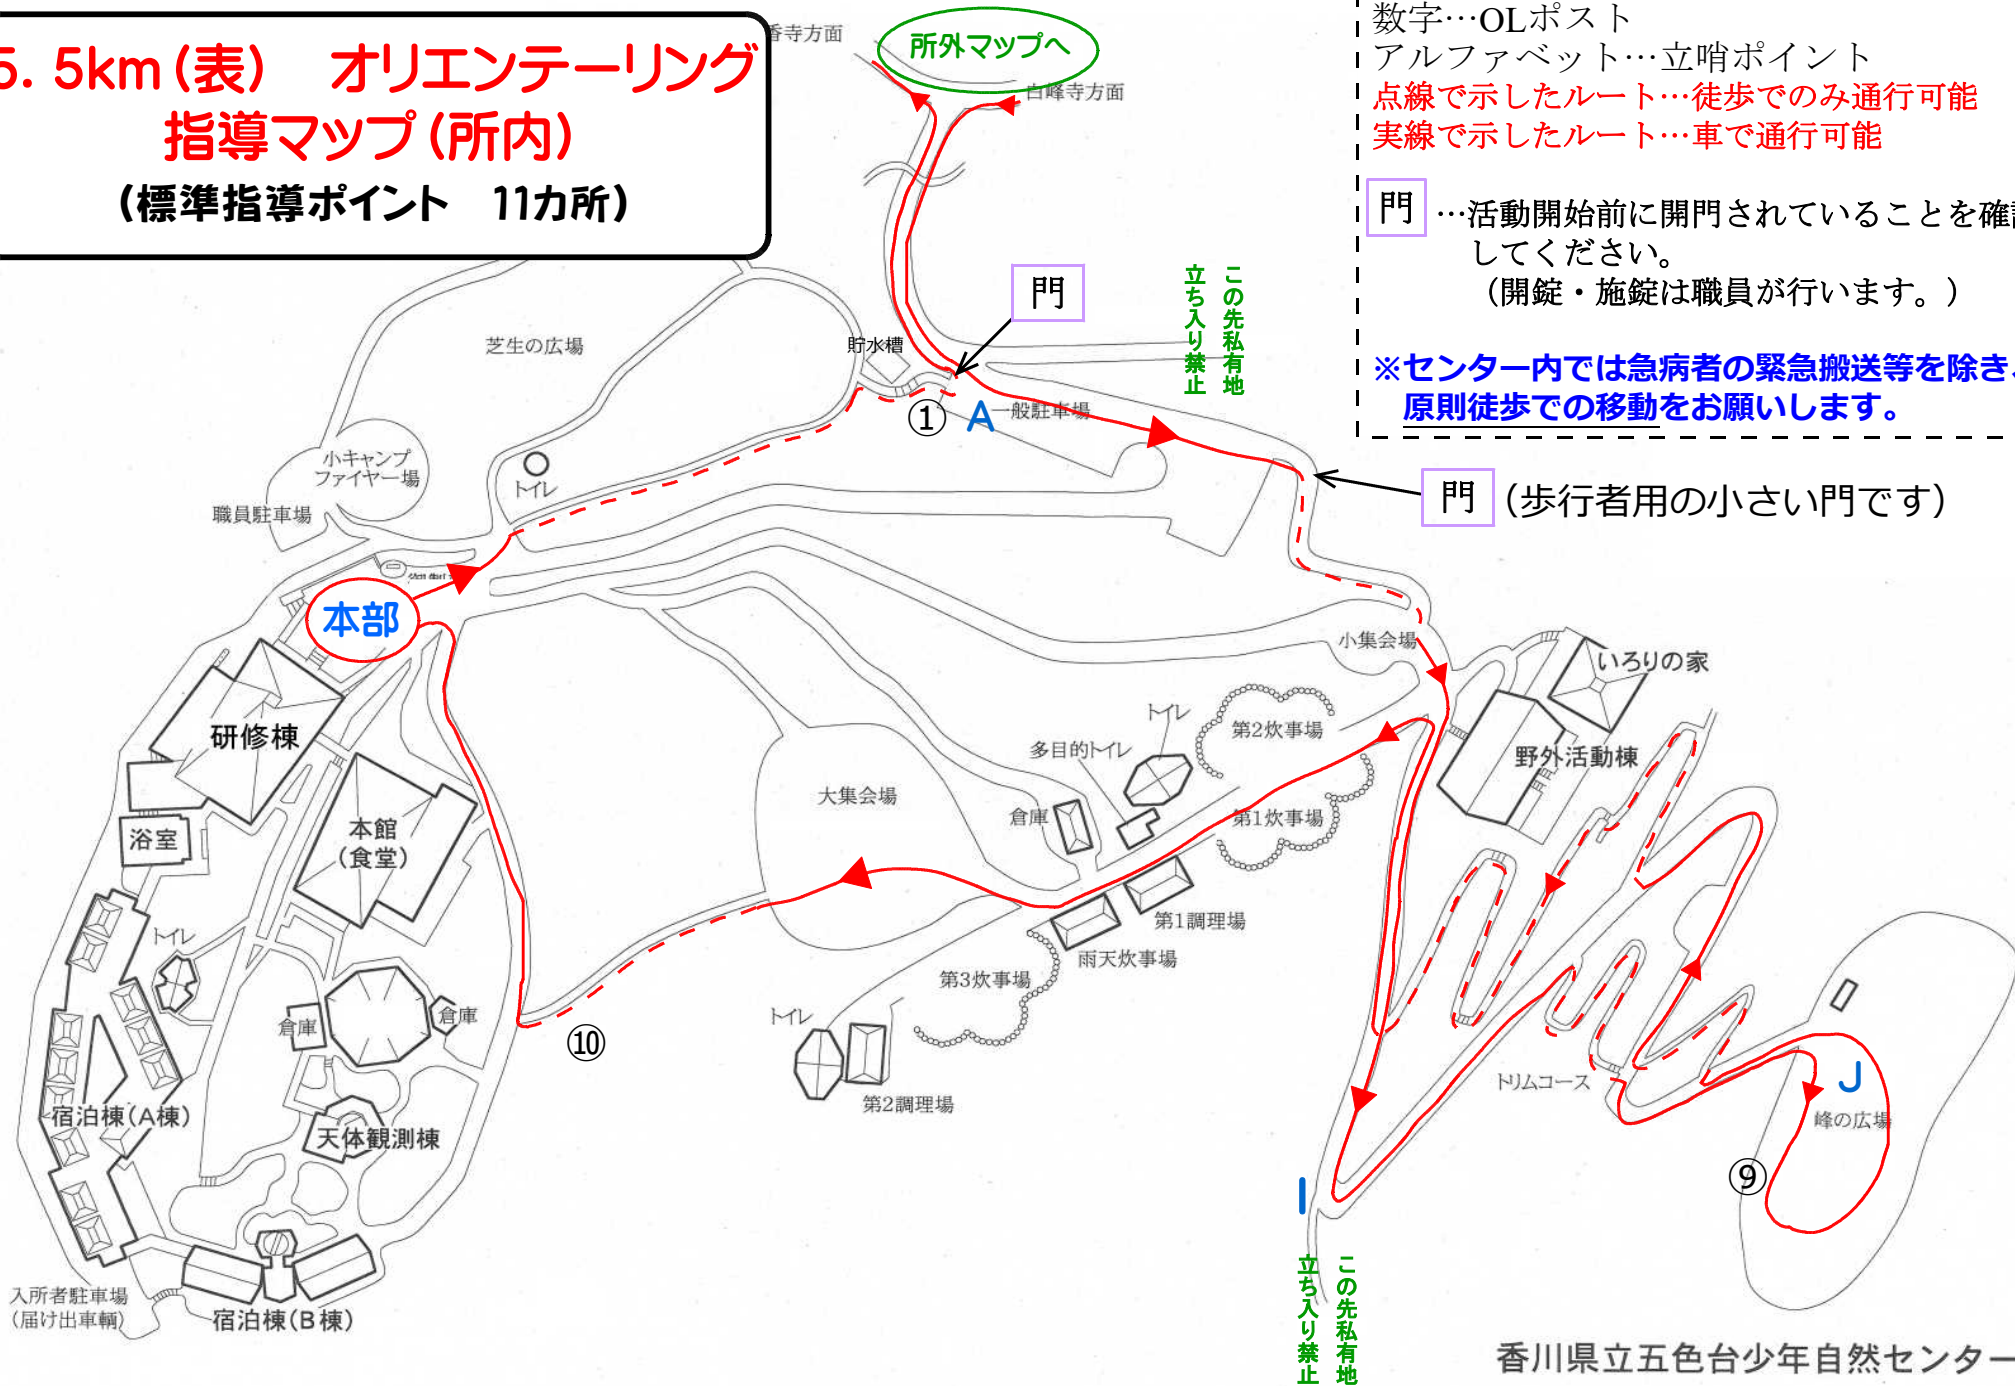 5. 5km(表)　オリエンテーリング
指導マップ(所内)
(標準指導ポイント　11カ所)
香寺方面
所外マップへ
白峰寺方面
数字…OLポスト
アルファベット…立哨ポイント
点線で示したルート…徒歩でのみ通行可能
実線で示したルート…車で通行可能
門
…活動開始前に開門されていることを確認
してください。
（開錠・施錠は職員が行います。）
※センター内では急病者の緊急搬送等を除き、
原則徒歩での移動をお願いします。
門
この先私有地
立ち入り禁止
芝生の広場
貯水槽
①
A
一般駐車場
門
(歩行者用の小さい門です)
小キャンプ
ファイヤー場
トイレ
職員駐車場
本部
小集会場
いろりの家
研修棟
トイレ
第2炊事場
多目的トイレ
野外活動棟
大集会場
倉庫
第1炊事場
浴室
本館
(食堂)
第1調理場
トイレ
雨天炊事場
第3炊事場
倉庫
倉庫
トイレ
⑩
トリムコース
J
峰の広場
第2調理場
宿泊棟(A棟)
天体観測棟
⑨
I
この先私有地
立ち入り禁止
入所者駐車場
(届け出車輌)
宿泊棟(B棟)
香川県立五色台少年自然センター